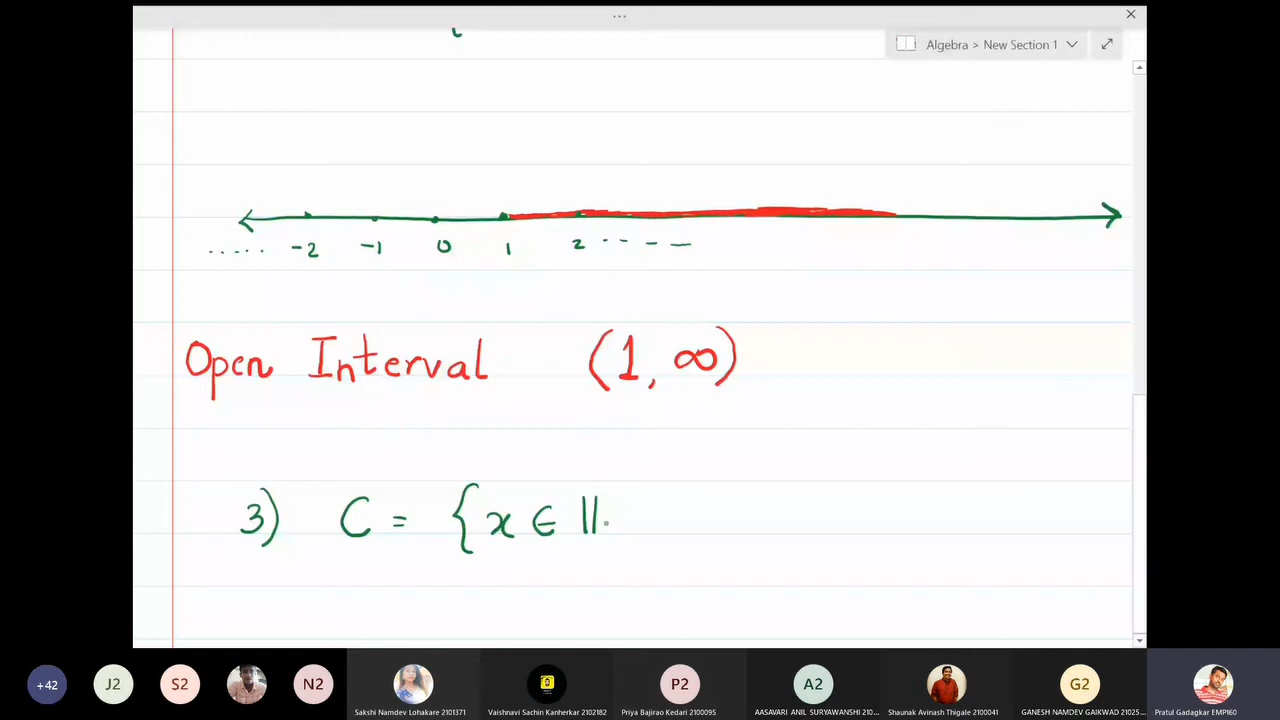 Algebra > New Section 1
..... -2 -1 0 1 2 .. -- — —
Open Interval (1, ∞)
3) C = { x ∈ ||
+42 J2 S2 N2 P2 A2 G2
Sakshi Namdev Lohakare 2101371 Vaishnavi Sachin Kanherkar 2102182 Priya Bajirao Kedari 2100095 AASAVARI ANIL SURYAWANSHI 210... Shaunak Avinash Thigale 2100041 GANESH NAMDEV GAIKWAD 21025... Pratul Gadagkar EMP160